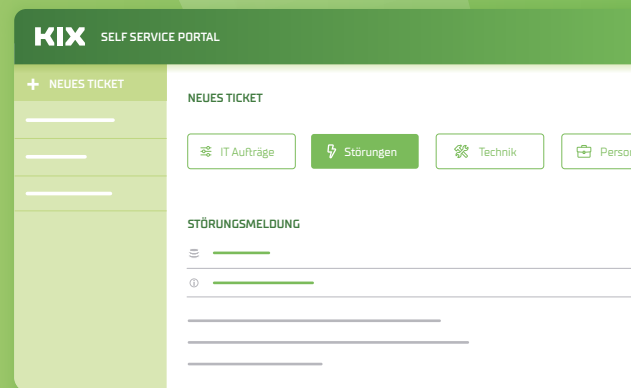 KIX SELF SERVICE PORTAL
NEUES TICKET
NEUES TICKET
IT Aufträge
Störungen
Technik
STÖRUNGSMELDUNG